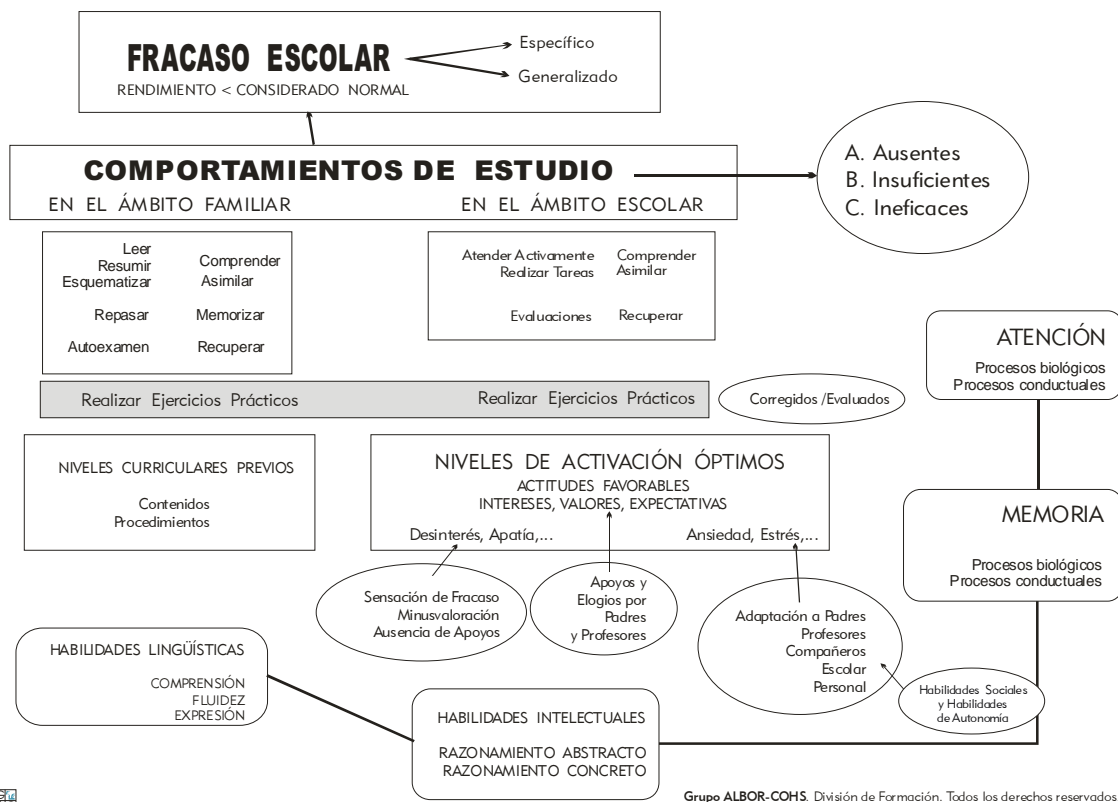 FRACASO ESCOLAR
RENDIMIENTO < CONSIDERADO NORMAL
Específico
Generalizado
COMPORTAMIENTOS DE ESTUDIO
EN EL ÁMBITO FAMILIAR
EN EL ÁMBITO ESCOLAR
A. Ausentes
B. Insuficientes
C. Ineficaces
Leer
Resumir
Esquematizar
Comprender
Asimilar
Repasar
Memorizar
Autoexamen
Recuperar
Atender Activamente
Realizar Tareas
Comprender
Asimilar
Evaluaciones
Recuperar
Realizar Ejercicios Prácticos
Realizar Ejercicios Prácticos
Corregidos /Evaluados
ATENCIÓN
Procesos biológicos
Procesos conductuales
NIVELES CURRICULARES PREVIOS
Contenidos
Procedimientos
NIVELES DE ACTIVACIÓN ÓPTIMOS
ACTITUDES FAVORABLES
INTERESES, VALORES, EXPECTATIVAS
Desinterés, Apatía,...
Ansiedad, Estrés,...
MEMORIA
Procesos biológicos
Procesos conductuales
Sensación de Fracaso
Minusvaloración
Ausencia de Apoyos
Apoyos y
Elogios por
Padres
y Profesores
Adaptación a Padres
Profesores
Compañeros
Escolar
Personal
Habilidades Sociales
y Habilidades
de Autonomía
HABILIDADES LINGÜÍSTICAS
COMPRENSIÓN
FLUIDEZ
EXPRESIÓN
HABILIDADES INTELECTUALES
RAZONAMIENTO ABSTRACTO
RAZONAMIENTO CONCRETO
Grupo ALBOR-COHS. División de Formación. Todos los derechos reservados